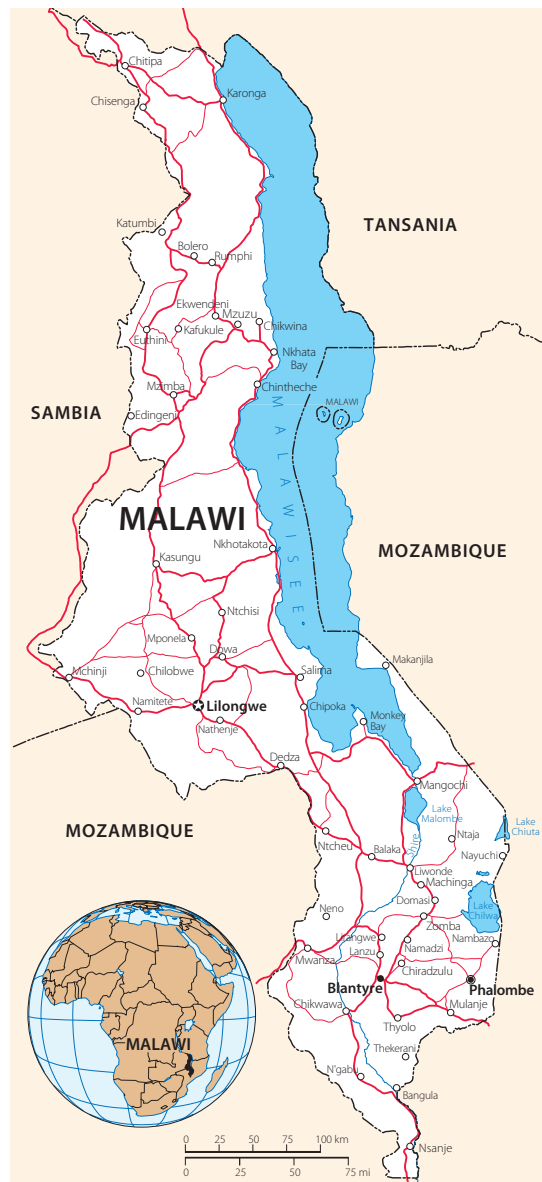 Chitipa
Chisenga
Karonga
Katumbi
TANSANIA
Bolero
Rumphi
Ekwendeni
Mzuzu
Chikwina
Euthini
Kafukule
Nkhata
Bay
Mzimba
Chintheche
MALAWI
SAMBIA
Edingeni
MALAWISEE
MALAWI
MOZAMBIQUE
Nkhotakota
Kasungu
Ntchisi
Mponela
Dowa
Makanjila
Mchinji
Chilobwe
Salima
Namitete
Lilongwe
Chipoka
Nathenje
Monkey
Bay
Dedza
Mangochi
MOZAMBIQUE
Lake
Malombe
Lake
Chiuta
Ntcheu
Shire
Ntaja
Balaka
Nayuchi
Liwonde
Machinga
Domasi
Lake
Chilwa
Neno
Zomba
Lirangwe
Namadzi
Nambazo
Mwanza
Lanzu
Chiradzulu
Blantyre
Phalombe
Chikwawa
Mulanje
Thyolo
MALAWI
Thekerani
N'gabu
Bangula
Nsanje
0 25 50 75 100 km
0 25 50 75 mi